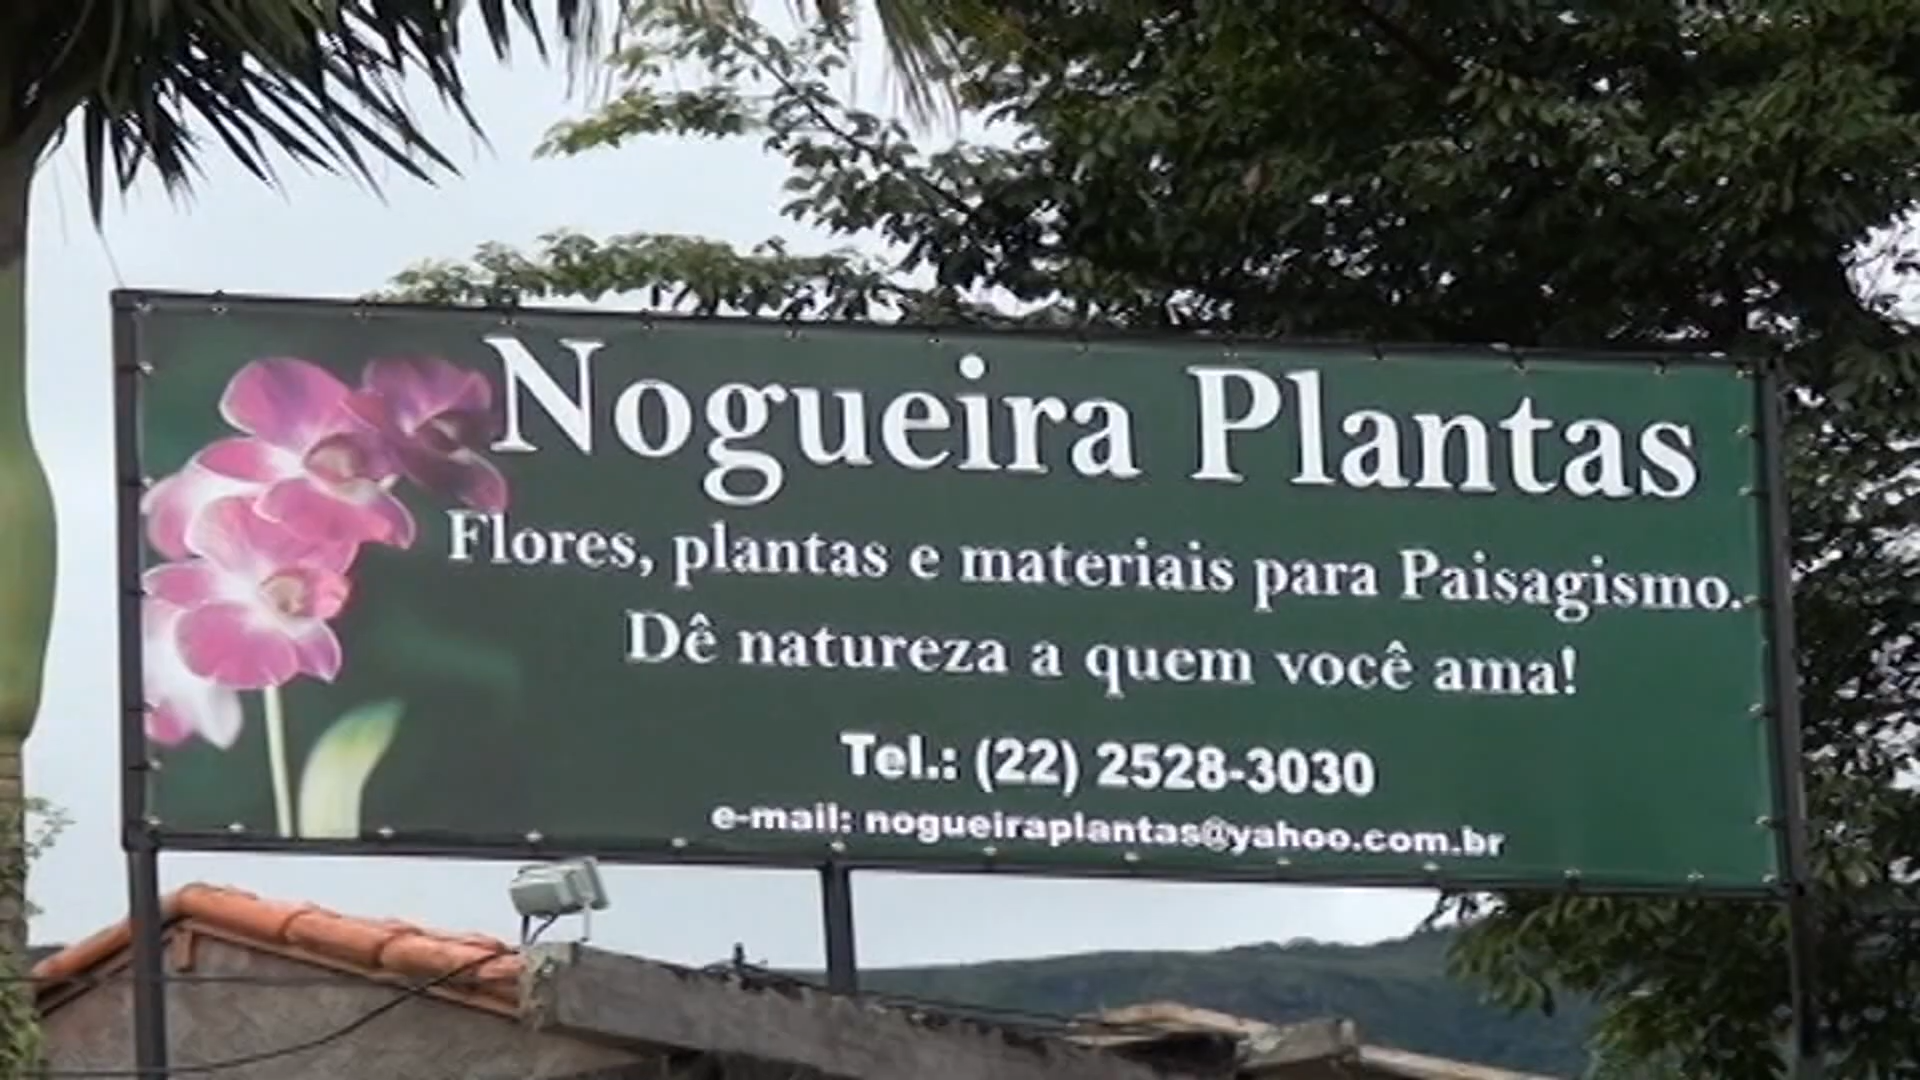 Nogueira Plantas
Flores, plantas e materiais para Paisagismo.
Dê natureza a quem você ama!
Tel.: (22) 2528-3030
e-mail: nogueiraplantas@yahoo.com.br